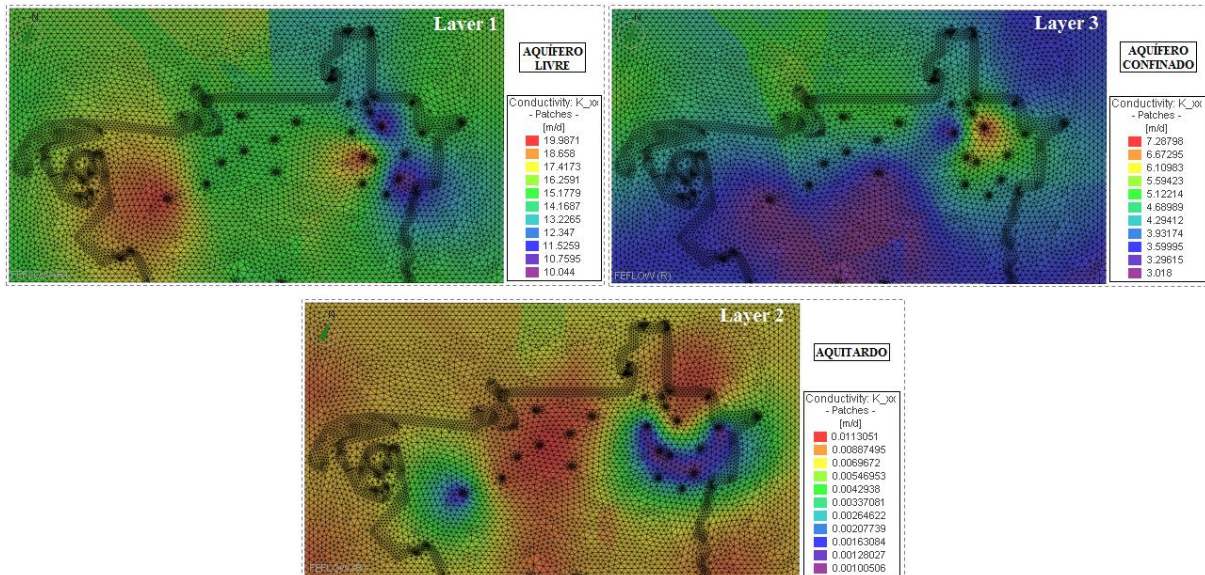 Layer 1
AQUÍFERO
LIVRE
Conductivity: K_xx
- Patches -
[m/d]
19.9871
18.658
17.4173
16.2591
15.1779
14.1687
13.2265
12.347
11.5259
10.7595
10.044
N
Layer 3
AQUÍFERO
CONFINADO
Conductivity: K_xx
- Patches -
[m/d]
7.28798
6.67295
6.10983
5.59423
5.12214
4.68989
4.29412
3.93174
3.59995
3.29615
3.018
FEFLOW (R)
N
Layer 2
AQUITARDO
Conductivity: K_xx
- Patches -
[m/d]
0.0113051
0.00887495
0.0069672
0.00546953
0.0042938
0.00337081
0.00264622
0.00207739
0.00163084
0.00128027
0.00100506
N